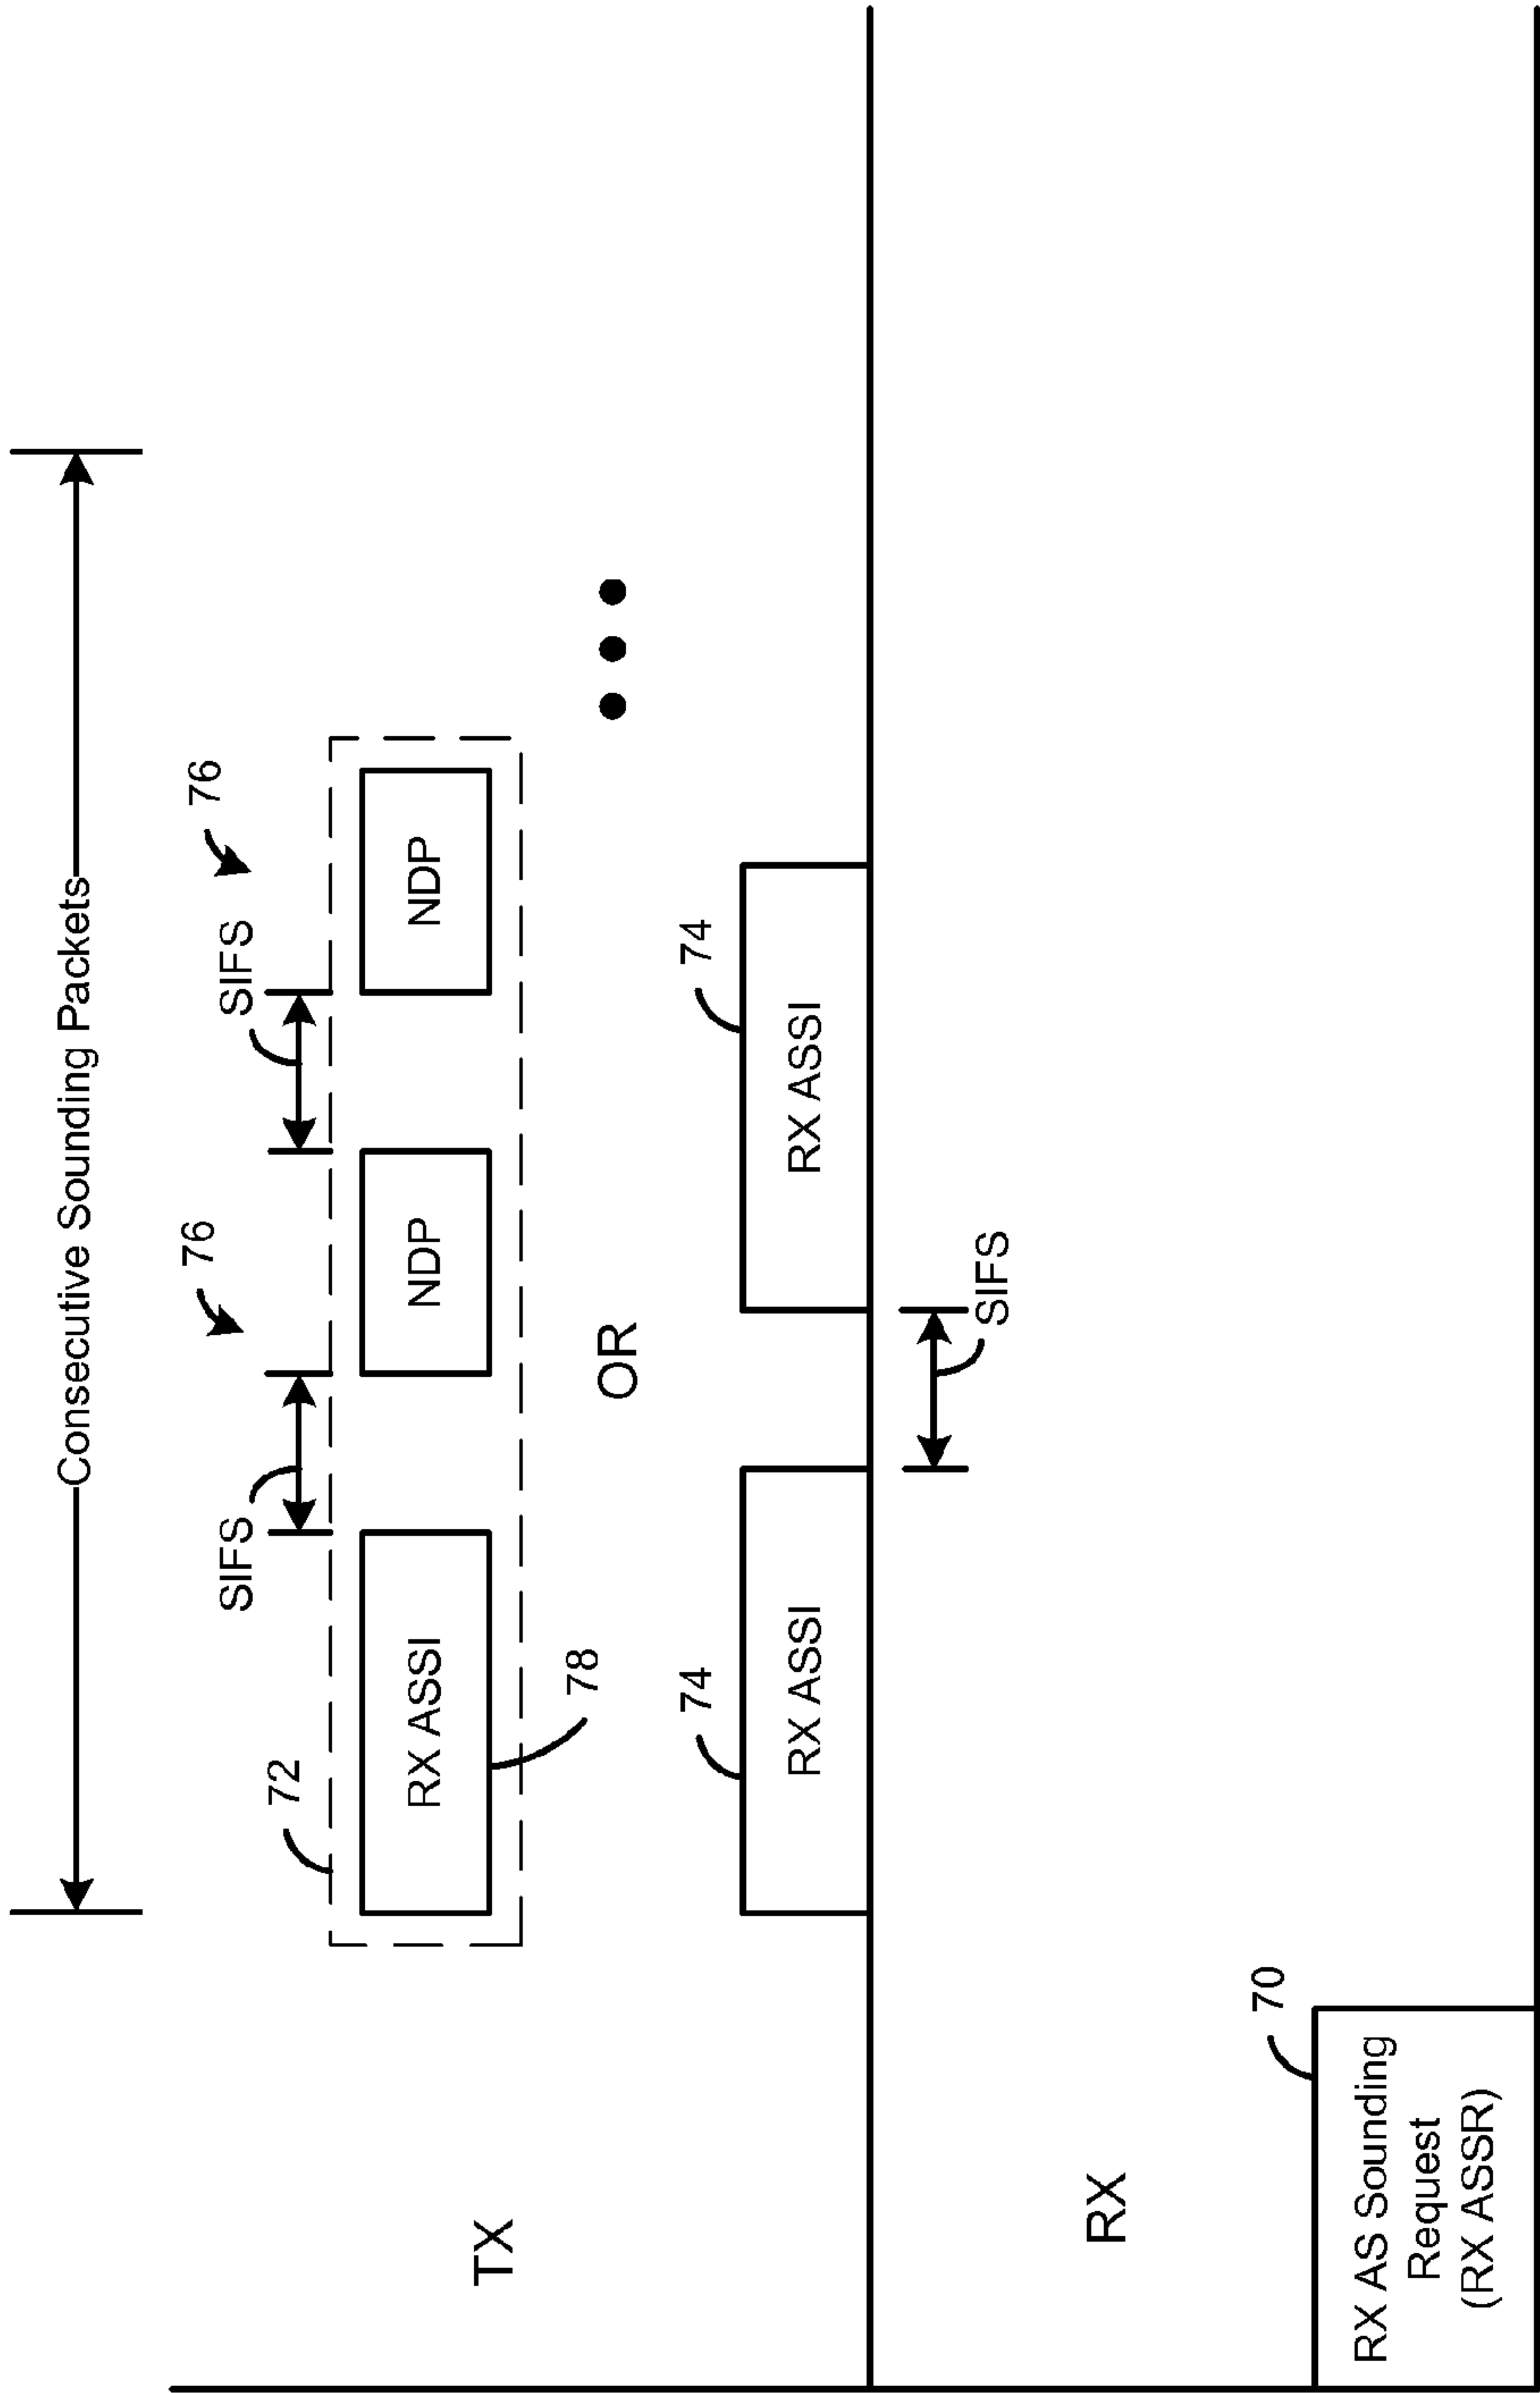 Consecutive Sounding Packets
76
76
SIFS
SIFS
72
RX ASSI
NDP
NDP
78
TX
OR
74
74
RX ASSI
RX ASSI
SIFS
RX
70
RX AS Sounding
Request
(RX ASSR)